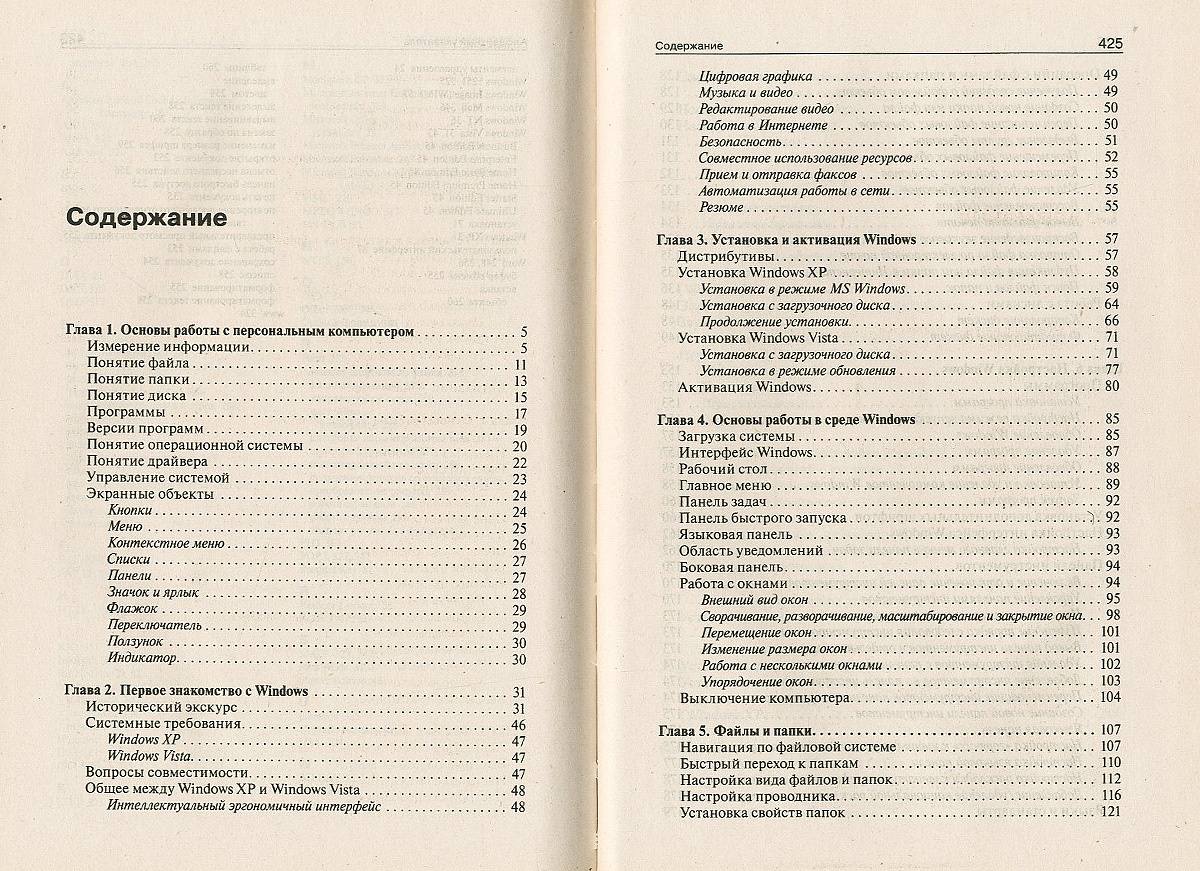 Содержание
Глава 1. Основы работы с персональным компьютером . . . . . . . . . . . . 5
Измерение информации. . . . . . . . . . . . 5
Понятие файла . . . . . . . . . . . . 11
Понятие папки . . . . . . . . . . . . 13
Понятие диска . . . . . . . . . . . . 15
Программы . . . . . . . . . . . . 17
Версии программ . . . . . . . . . . . . 19
Понятие операционной системы . . . . . . . . . . . . 20
Понятие драйвера . . . . . . . . . . . . 22
Управление системой . . . . . . . . . . . . 23
Экранные объекты . . . . . . . . . . . . 24
Кнопки . . . . . . . . . . . . 24
Меню . . . . . . . . . . . . 25
Контекстное меню . . . . . . . . . . . . 26
Списки . . . . . . . . . . . . 27
Панели . . . . . . . . . . . . 27
Значок и ярлык . . . . . . . . . . . . 28
Флажок . . . . . . . . . . . . 29
Переключатель . . . . . . . . . . . . 29
Ползунок . . . . . . . . . . . . 30
Индикатор. . . . . . . . . . . . 30
Глава 2. Первое знакомство с Windows . . . . . . . . . . . . 31
Исторический экскурс . . . . . . . . . . . . 31
Системные требования. . . . . . . . . . . . 46
Windows XP . . . . . . . . . . . . 47
Windows Vista. . . . . . . . . . . . 47
Вопросы совместимости. . . . . . . . . . . . 47
Общее между Windows XP и Windows Vista . . . . . . . . . . . . 48
Интеллектуальный эргономичный интерфейс . . . . . . . . . . . . 48
Содержание 425
Цифровая графика . . . . . . . . . . . . 49
Музыка и видео . . . . . . . . . . . . 49
Редактирование видео . . . . . . . . . . . . 50
Работа в Интернете . . . . . . . . . . . . 50
Безопасность. . . . . . . . . . . . 51
Совместное использование ресурсов. . . . . . . . . . . . 52
Прием и отправка факсов . . . . . . . . . . . . 55
Автоматизация работы в сети. . . . . . . . . . . . 55
Резюме . . . . . . . . . . . . 55
Глава 3. Установка и активация Windows . . . . . . . . . . . . 57
Дистрибутивы. . . . . . . . . . . . 57
Установка Windows XP . . . . . . . . . . . . 58
Установка в режиме MS Windows. . . . . . . . . . . . 59
Установка с загрузочного диска . . . . . . . . . . . . 64
Продолжение установки. . . . . . . . . . . . 66
Установка Windows Vista . . . . . . . . . . . . 71
Установка с загрузочного диска . . . . . . . . . . . . 71
Установка в режиме обновления . . . . . . . . . . . . 77
Активация Windows. . . . . . . . . . . . 80
Глава 4. Основы работы в среде Windows . . . . . . . . . . . . 85
Загрузка системы . . . . . . . . . . . . 85
Интерфейс Windows. . . . . . . . . . . . 87
Рабочий стол. . . . . . . . . . . . 88
Главное меню . . . . . . . . . . . . 89
Панель задач . . . . . . . . . . . . 92
Панель быстрого запуска . . . . . . . . . . . . 92
Языковая панель . . . . . . . . . . . . 93
Область уведомлений . . . . . . . . . . . . 93
Боковая панель. . . . . . . . . . . . 94
Работа с окнами . . . . . . . . . . . . 94
Внешний вид окон . . . . . . . . . . . . 95
Сворачивание, разворачивание, масштабирование и закрытие окна. . . 98
Перемещение окон . . . . . . . . . . . . 101
Изменение размера окон . . . . . . . . . . . . 101
Работа с несколькими окнами . . . . . . . . . . . . 102
Упорядочение окон. . . . . . . . . . . . 103
Выключение компьютера. . . . . . . . . . . . 104
Глава 5. Файлы и папки. . . . . . . . . . . . 107
Навигация по файловой системе . . . . . . . . . . . . 107
Быстрый переход к папкам . . . . . . . . . . . . 110
Настройка вида файлов и папок. . . . . . . . . . . . 112
Настройка проводника. . . . . . . . . . . . 116
Установка свойств папок . . . . . . . . . . . . 121